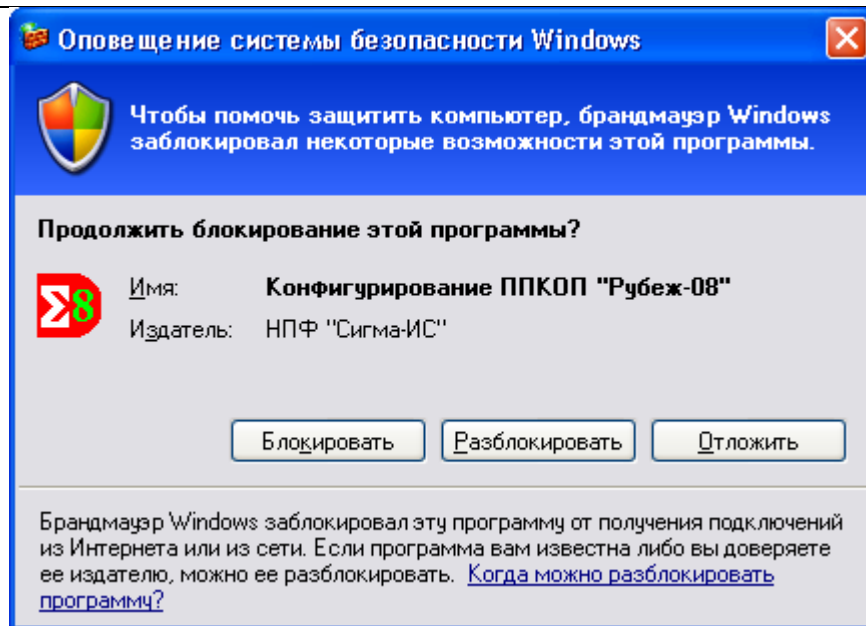 Оповещение системы безопасности Windows
Чтобы помочь защитить компьютер, брандмауэр Windows
заблокировал некоторые возможности этой программы.
Продолжить блокирование этой программы?
Имя: Конфигурирование ППКОП "Рубеж-08"
Σ8
Издатель: НПФ "Сигма-ИС"
Блокировать Разблокировать Отложить
Брандмауэр Windows заблокировал эту программу от получения подключений
из Интернета или из сети. Если программа вам известна либо вы доверяете
ее издателю, можно ее разблокировать. Когда можно разблокировать
программу?